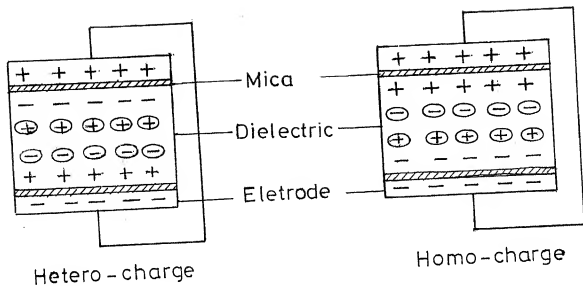 Mica
Dielectric
Eletrode
Hetero-charge
Homo-charge